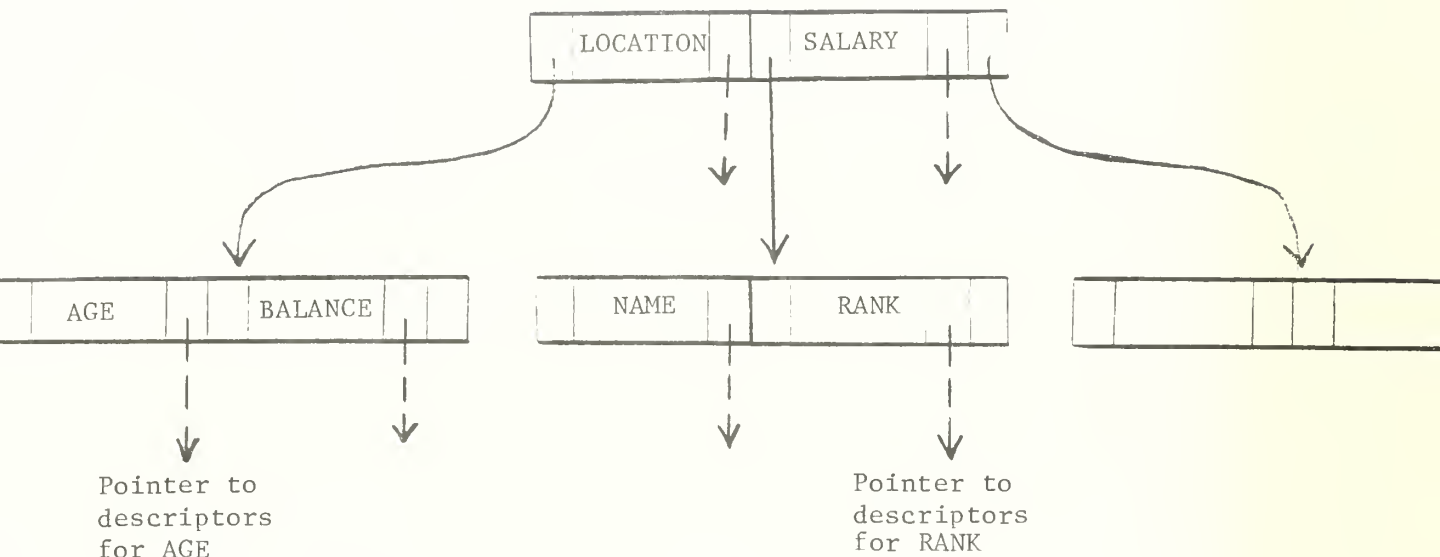 LOCATION SALARY
AGE BALANCE NAME RANK
Pointer to
descriptors
for AGE
Pointer to
descriptors
for RANK